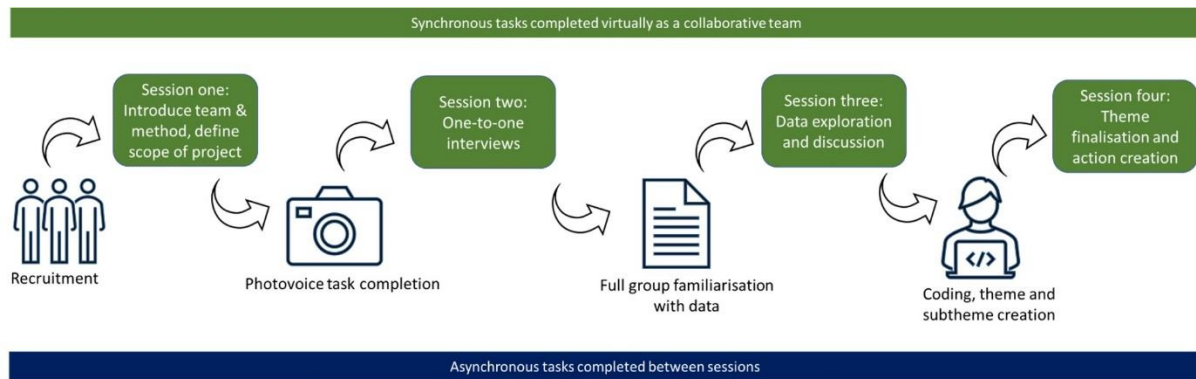 Synchronous tasks completed virtually as a collaborative team
Session one:
Introduce team &
method, define
scope of project
Session two:
One-to-one
interviews
Session three:
Data exploration
and discussion
Session four:
Theme
finalisation and
action creation
Recruitment
Photovoice task completion
Full group familiarisation
with data
</>
Coding, theme and
subtheme creation
Asynchronous tasks completed between sessions